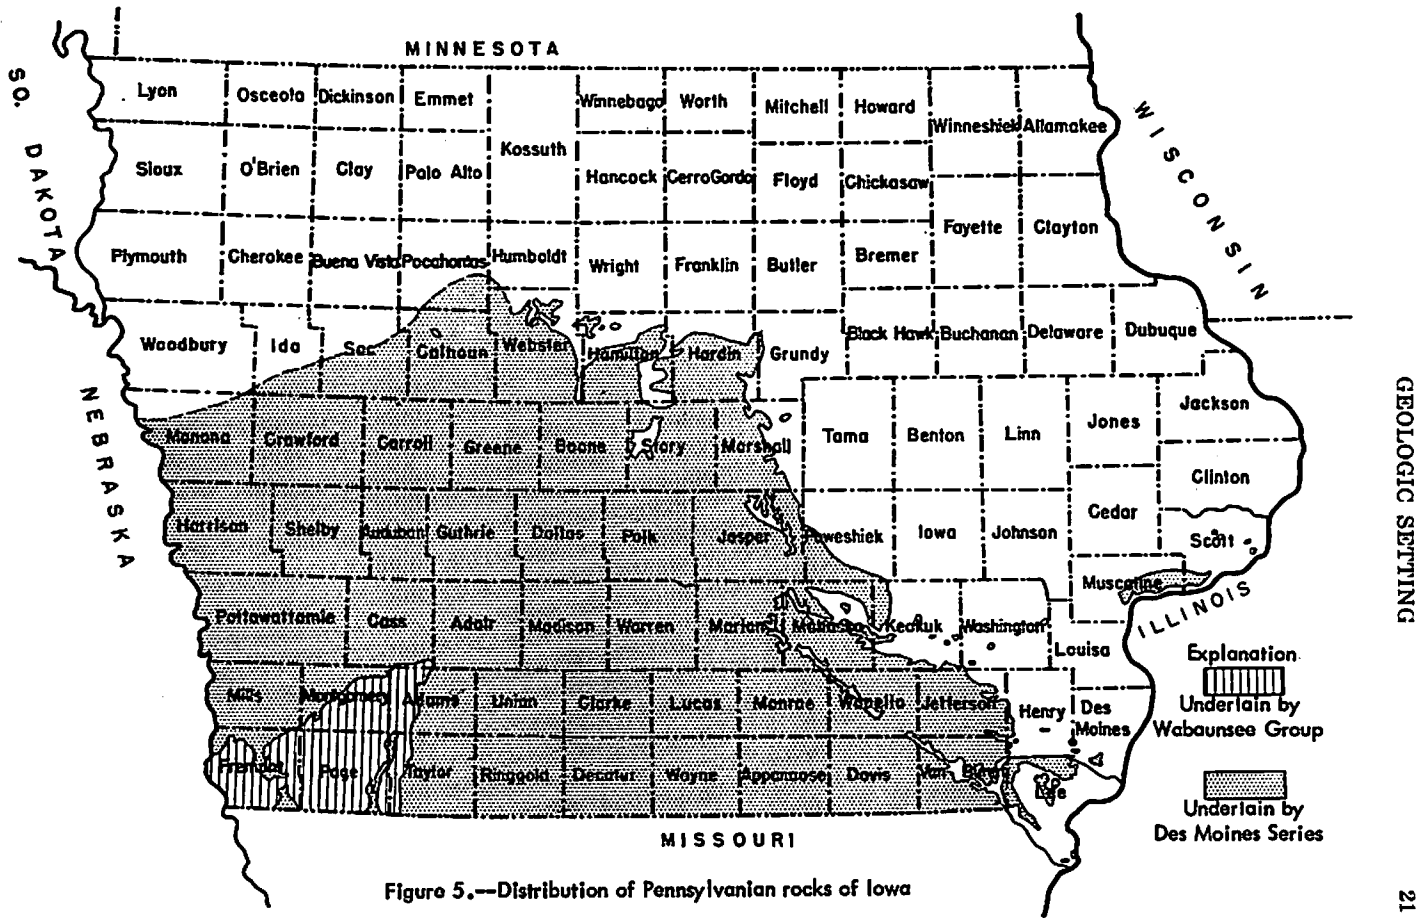 MINNESOTA
SO. DAKOTA
WISCONSIN
NEBRASKA
ILLINOIS
MISSOURI
Lyon
Osceola
Dickinson
Emmet
Kossuth
Winnebago
Worth
Mitchell
Howard
Winneshiek
Allamakee
Sioux
O'Brien
Clay
Palo Alto
Hancock
CerroGordo
Floyd
Chickasaw
Fayette
Clayton
Plymouth
Cherokee
Buena Vista
Pocahontas
Humboldt
Wright
Franklin
Butler
Bremer
Woodbury
Ida
Sac
Calhoun
Webster
Hamilton
Hardin
Grundy
Black Hawk
Buchanan
Delaware
Dubuque
Monona
Crawford
Carroll
Greene
Boone
Story
Marshall
Tama
Benton
Linn
Jones
Jackson
Clinton
Harrison
Shelby
Audubon
Guthrie
Dallas
Polk
Jasper
Poweshiek
Iowa
Johnson
Cedar
Scott
Muscatine
Pottawattamie
Cass
Adair
Madison
Warren
Marion
Mahaska
Keokuk
Washington
Louisa
Mills
Montgomery
Adams
Union
Clarke
Lucas
Monroe
Wapello
Jefferson
Henry
Des
Moines
Fremont
Page
Taylor
Ringgold
Decatur
Wayne
Appanoose
Davis
Van Buren
Lee
Explanation
Underlain by
Wabaunsee Group
Underlain by
Des Moines Series
Figure 5.--Distribution of Pennsylvanian rocks of Iowa
GEOLOGIC SETTING
21